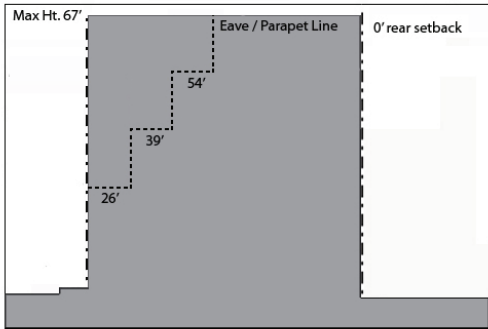 Max Ht. 67’
Eave / Parapet Line
0’ rear setback
54’
39’
26’